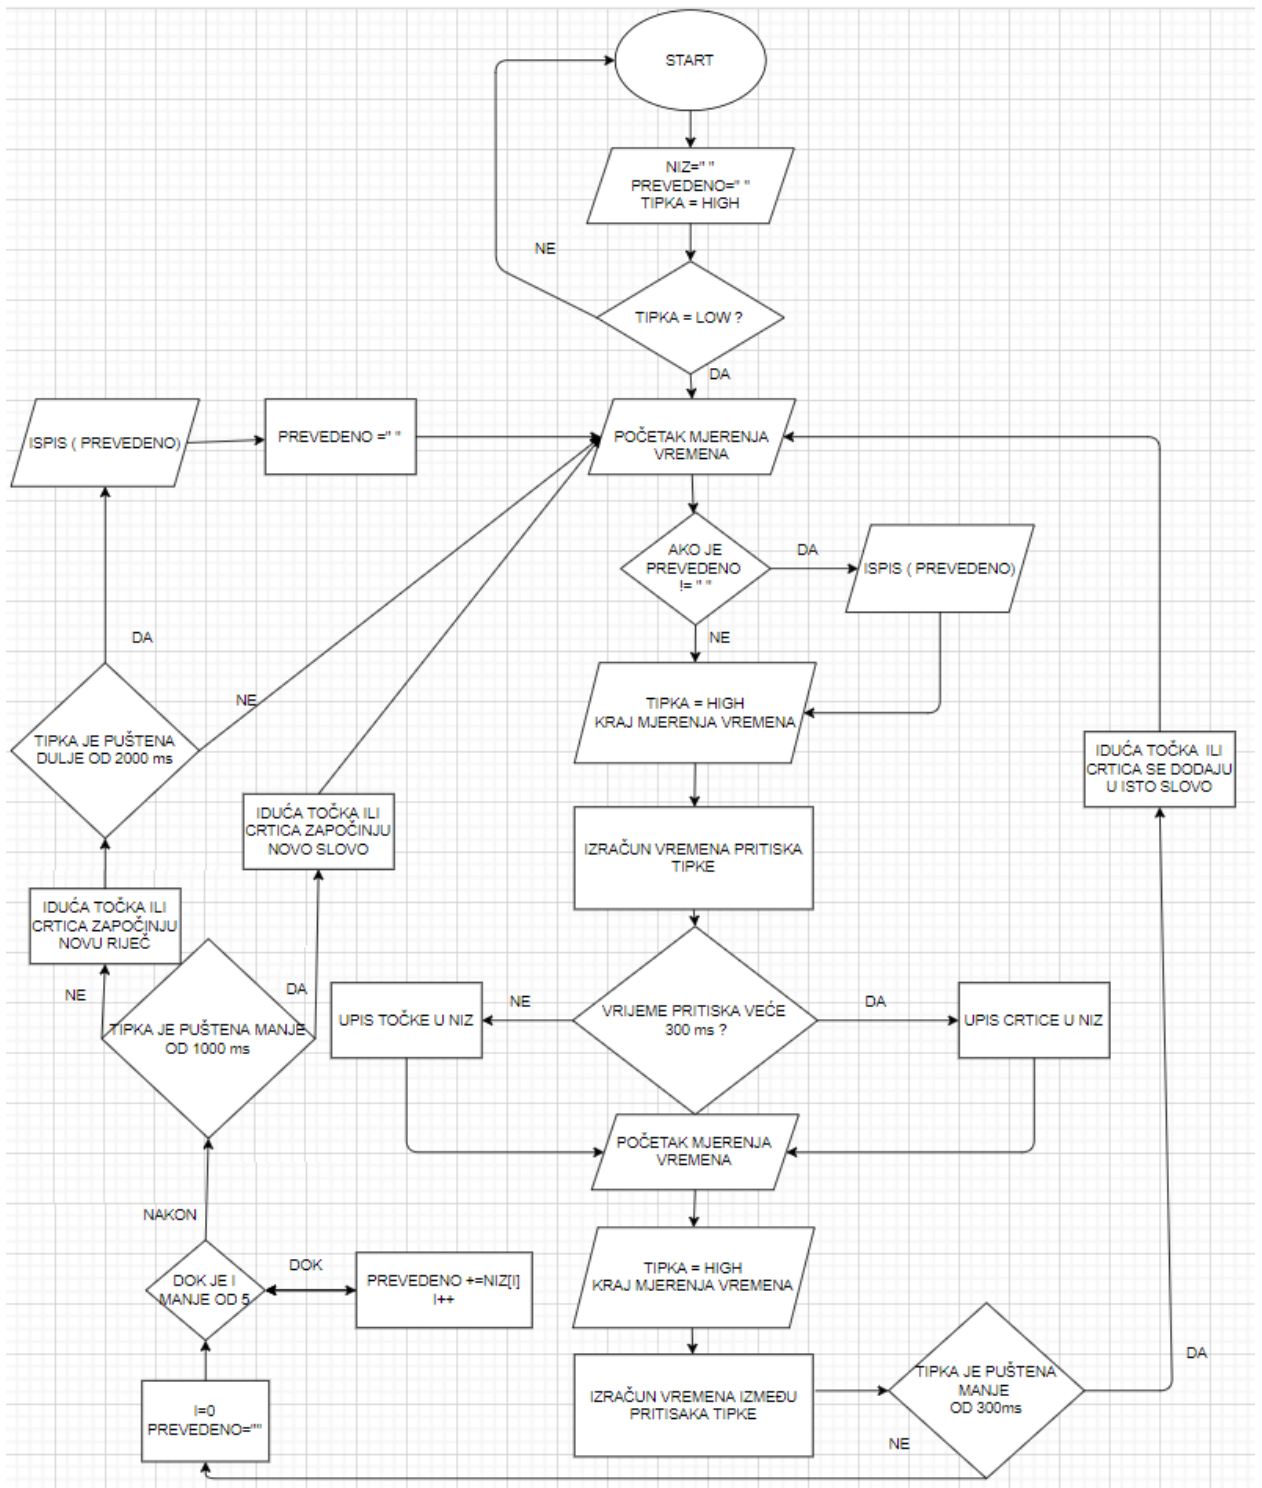 START
NIZ=" "
PREVEDENO=" "
TIPKA = HIGH
NE
TIPKA = LOW ?
DA
ISPIS ( PREVEDENO)
PREVEDENO =" "
POČETAK MJERENJA
VREMENA
AKO JE
PREVEDENO
!= " "
DA
ISPIS ( PREVEDENO)
NE
DA
TIPKA = HIGH
KRAJ MJERENJA VREMENA
NE
TIPKA JE PUŠTENA
DULJE OD 2000 ms
IDUĆA TOČKA ILI
CRTICA SE DODAJU
U ISTO SLOVO
IDUĆA TOČKA ILI
CRTICA ZAPOČINJU
NOVO SLOVO
IZRAČUN VREMENA PRITISKA
TIPKE
IDUĆA TOČKA ILI
CRTICA ZAPOČINJU
NOVU RIJEČ
NE
DA
TIPKA JE PUŠTENA MANJE
OD 1000 ms
UPIS TOČKE U NIZ
NE
VRIJEME PRITISKA VEĆE
300 ms ?
DA
UPIS CRTICE U NIZ
POČETAK MJERENJA
VREMENA
NAKON
DOK JE I
MANJE OD 5
DOK
PREVEDENO +=NIZ[I]
I++
TIPKA = HIGH
KRAJ MJERENJA VREMENA
I=0
PREVEDENO=""
IZRAČUN VREMENA IZMEĐU
PRITISAKA TIPKE
TIPKA JE PUŠTENA
MANJE
OD 300ms
DA
NE